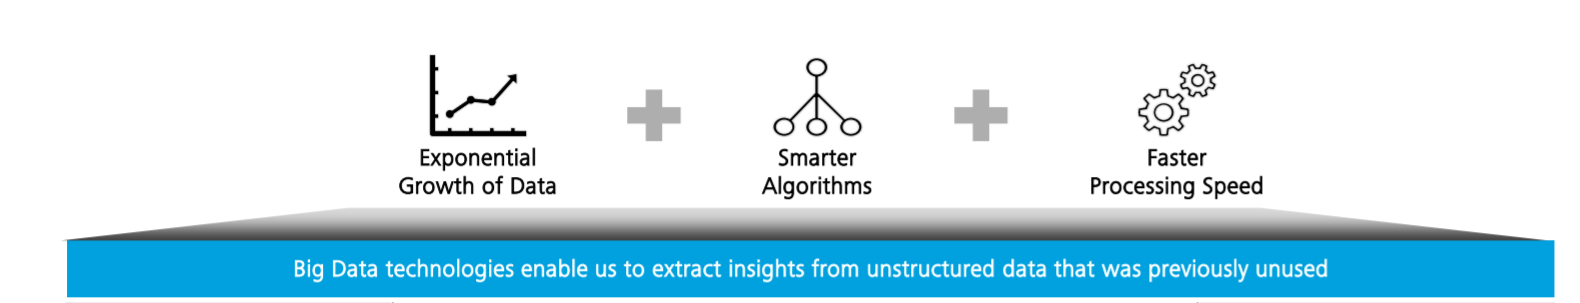 Exponential
Growth of Data
Smarter
Algorithms
Faster
Processing Speed
Big Data technologies enable us to extract insights from unstructured data that was previously unused